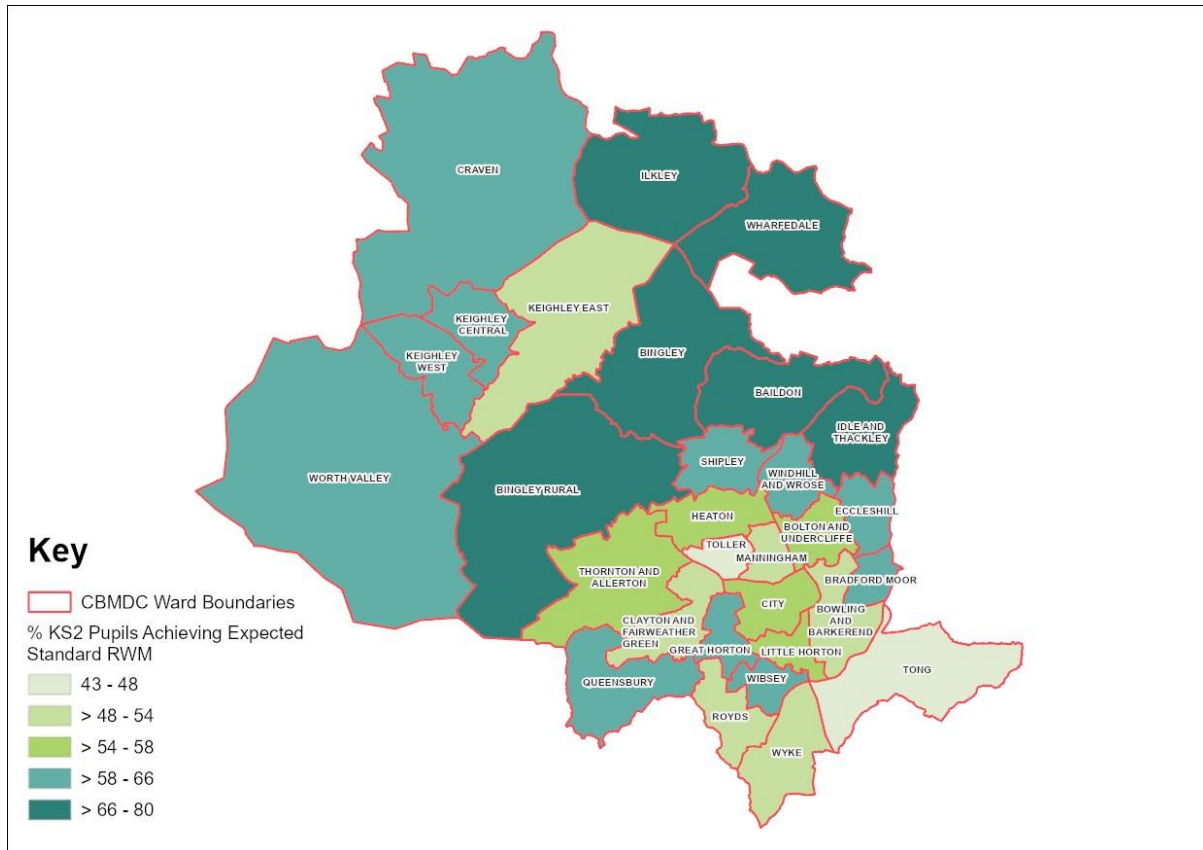 CRAVEN
ILKLEY
WHARFEDALE
KEIGHLEY EAST
KEIGHLEY
CENTRAL
KEIGHLEY
WEST
BINGLEY
BAILDON
IDLE AND
THACKLEY
SHIPLEY
WINDHILL
AND WROSE
WORTH VALLEY
BINGLEY RURAL
ECCLESHILL
HEATON
BOLTON AND
UNDERCLIFFE
TOLLER
MANNINGHAM
THORNTON AND
ALLERTON
BRADFORD MOOR
CITY
BOWLING
AND
BARKEREND
CLAYTON AND
FAIRWEATHER
GREEN
GREAT HORTON
LITTLE HORTON
TONG
QUEENSBURY
WIBSEY
ROYDS
WYKE
Key
CBMDC Ward Boundaries
% KS2 Pupils Achieving Expected
Standard RWM
43 - 48
> 48 - 54
> 54 - 58
> 58 - 66
> 66 - 80